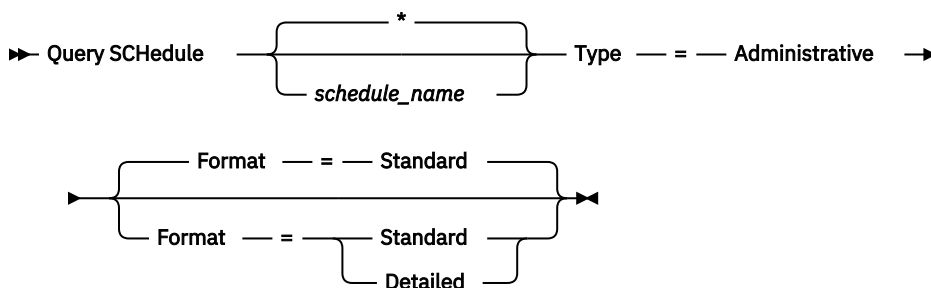 *
Query SCHedule Type = Administrative
schedule_name
Format = Standard
Format = Standard
Detailed